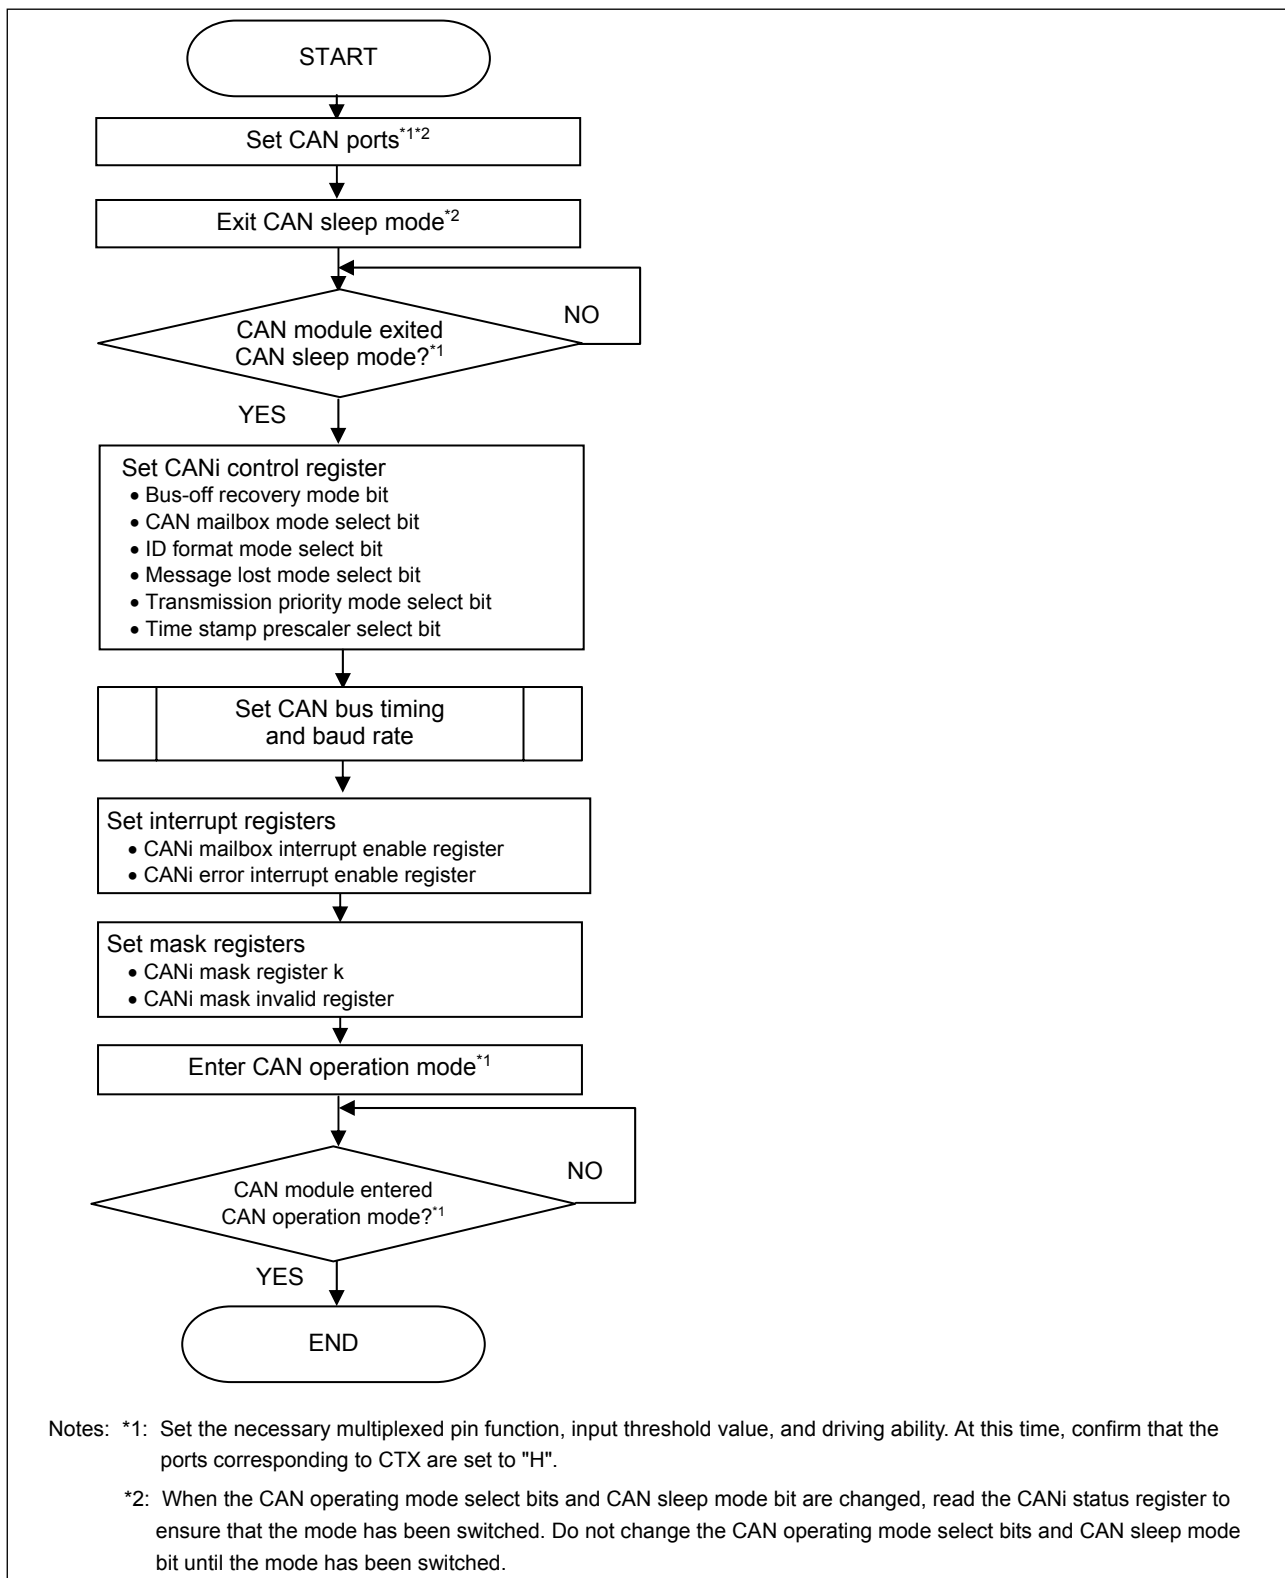 START
Set CAN ports*1*2
Exit CAN sleep mode*2
CAN module exited
CAN sleep mode?*1
NO
YES
Set CANi control register
• Bus-off recovery mode bit
• CAN mailbox mode select bit
• ID format mode select bit
• Message lost mode select bit
• Transmission priority mode select bit
• Time stamp prescaler select bit
Set CAN bus timing
and baud rate
Set interrupt registers
• CANi mailbox interrupt enable register
• CANi error interrupt enable register
Set mask registers
• CANi mask register k
• CANi mask invalid register
Enter CAN operation mode*1
CAN module entered
CAN operation mode?*1
NO
YES
END
Notes: *1: Set the necessary multiplexed pin function, input threshold value, and driving ability. At this time, confirm that the
ports corresponding to CTX are set to "H".
*2: When the CAN operating mode select bits and CAN sleep mode bit are changed, read the CANi status register to
ensure that the mode has been switched. Do not change the CAN operating mode select bits and CAN sleep mode
bit until the mode has been switched.